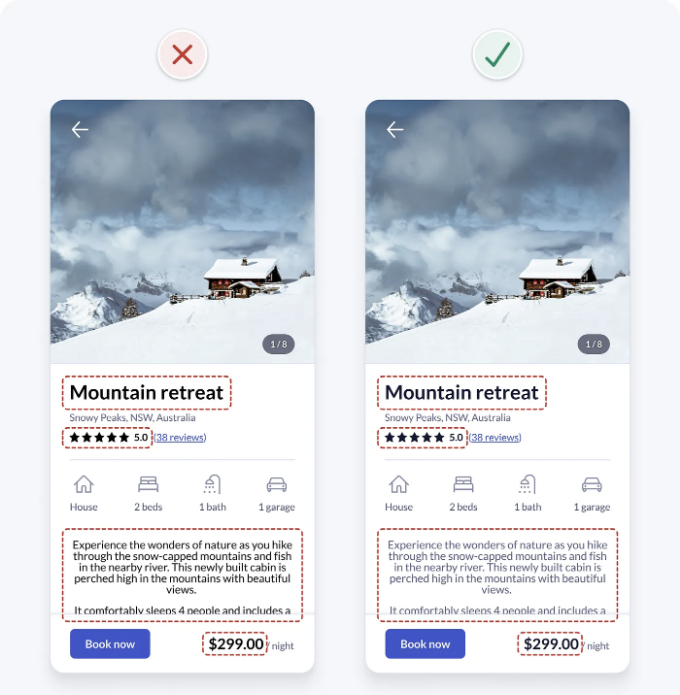 1/8
Mountain retreat
Snowy Peaks, NSW, Australia
5.0 (38 reviews)
House 2 beds 1 bath 1 garage
Experience the wonders of nature as you hike
through the snow-capped mountains and fish
in the nearby river. This newly built cabin is
perched high in the mountains with beautiful
views.
It comfortably sleeps 4 people and includes a
Book now $299.00 / night
1/8
Mountain retreat
Snowy Peaks, NSW, Australia
5.0 (38 reviews)
House 2 beds 1 bath 1 garage
Experience the wonders of nature as you hike
through the snow-capped mountains and fish
in the nearby river. This newly built cabin is
perched high in the mountains with beautiful
views.
It comfortably sleeps 4 people and includes a
Book now $299.00 / night